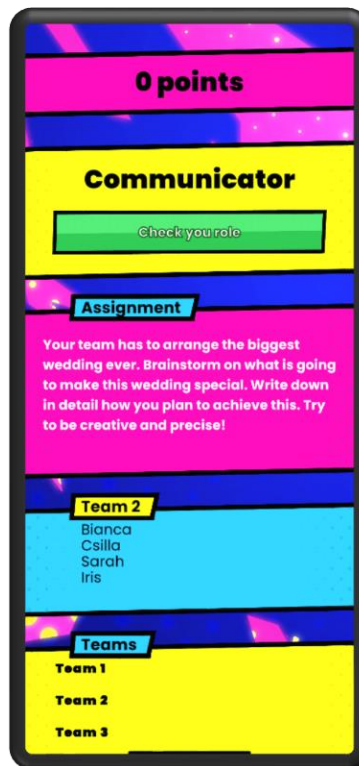 0 points
Communicator
Check you role
Assignment
Your team has to arrange the biggest
wedding ever. Brainstorm on what is going
to make this wedding special. Write down
in detail how you plan to achieve this. Try
to be creative and precise!
Team 2
Bianca
Csilla
Sarah
Iris
Teams
Team 1
Team 2
Team 3